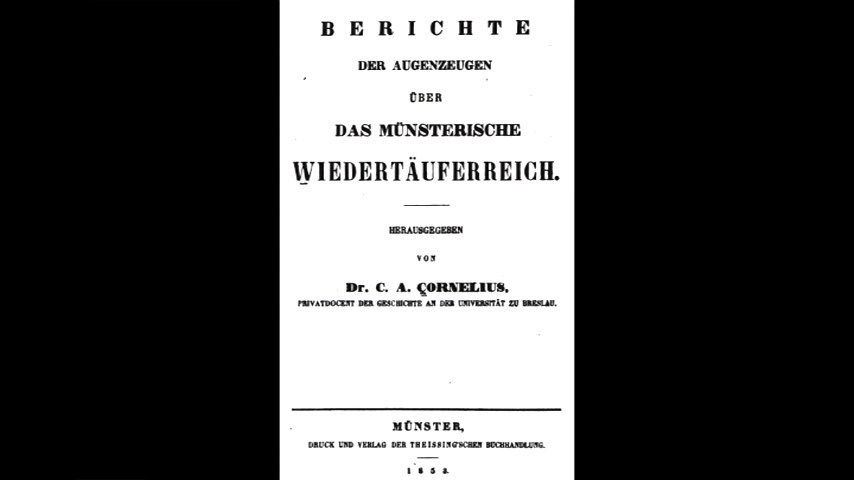 BERICHTE
DER AUGENZEUGEN
ÜBER
DAS MÜNSTERISCHE
WIEDERTÄUFERREICH.
HERAUSGEGEBEN
VON
Dr. C. A. CORNELIUS,
PRIVATDOCENT DER GESCHICHTE AN DER UNIVERSITÄT ZU BRESLAU.
MÜNSTER,
DRUCK UND VERLAG DER THEISSING'SCHEN BUCHHANDLUNG.
1853.